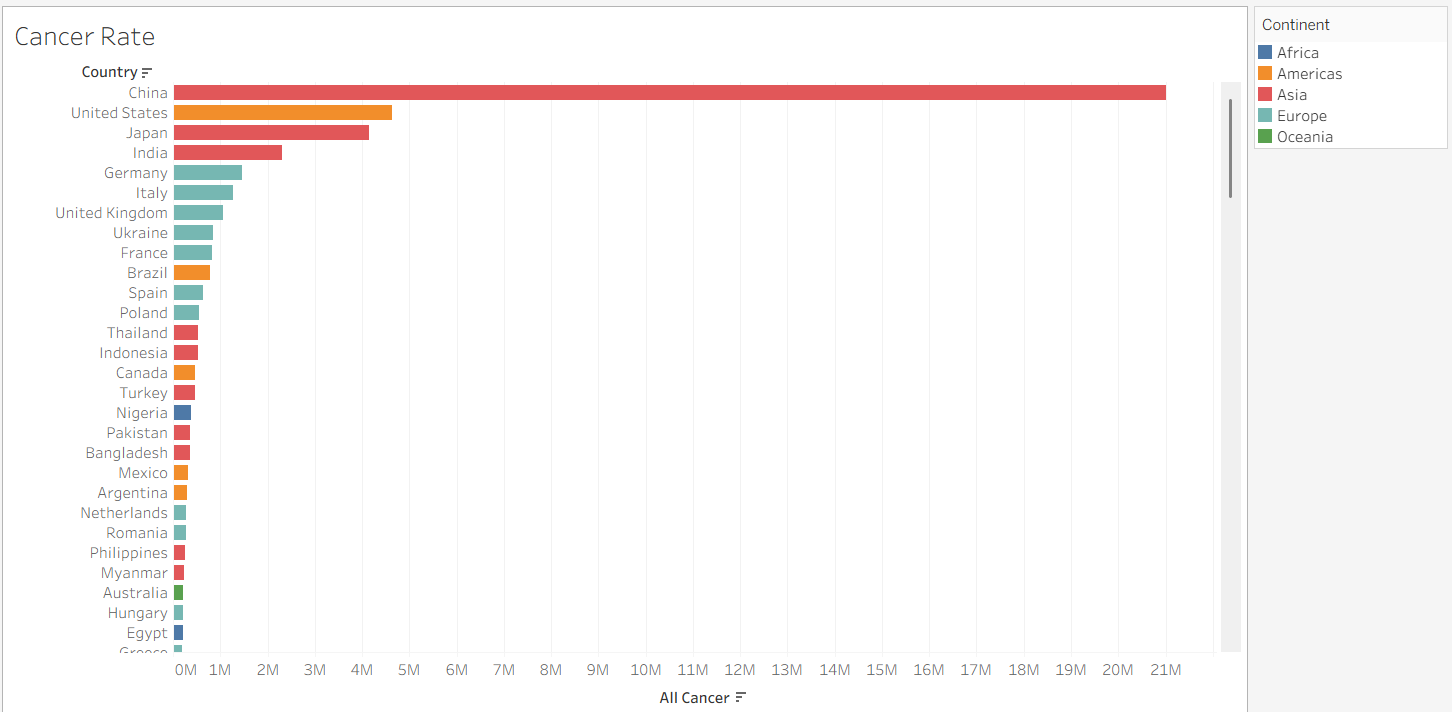 Cancer Rate
Country
China
United States
Japan
India
Germany
Italy
United Kingdom
Ukraine
France
Brazil
Spain
Poland
Thailand
Indonesia
Canada
Turkey
Nigeria
Pakistan
Bangladesh
Mexico
Argentina
Netherlands
Romania
Philippines
Myanmar
Australia
Hungary
Egypt
Greece
0M 1M 2M 3M 4M 5M 6M 7M 8M 9M 10M 11M 12M 13M 14M 15M 16M 17M 18M 19M 20M 21M
All Cancer
Continent
Africa
Americas
Asia
Europe
Oceania